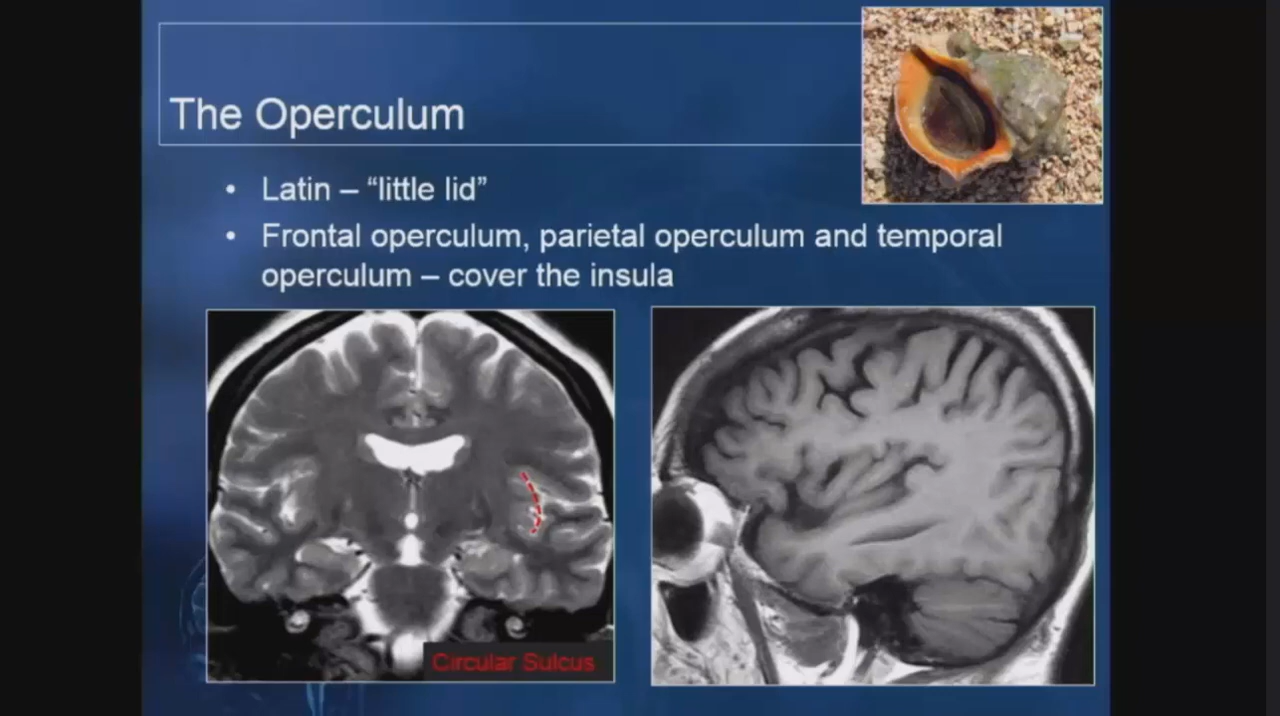 The Operculum
• Latin – “little lid”
• Frontal operculum, parietal operculum and temporal
operculum – cover the insula
Circular Sulcus